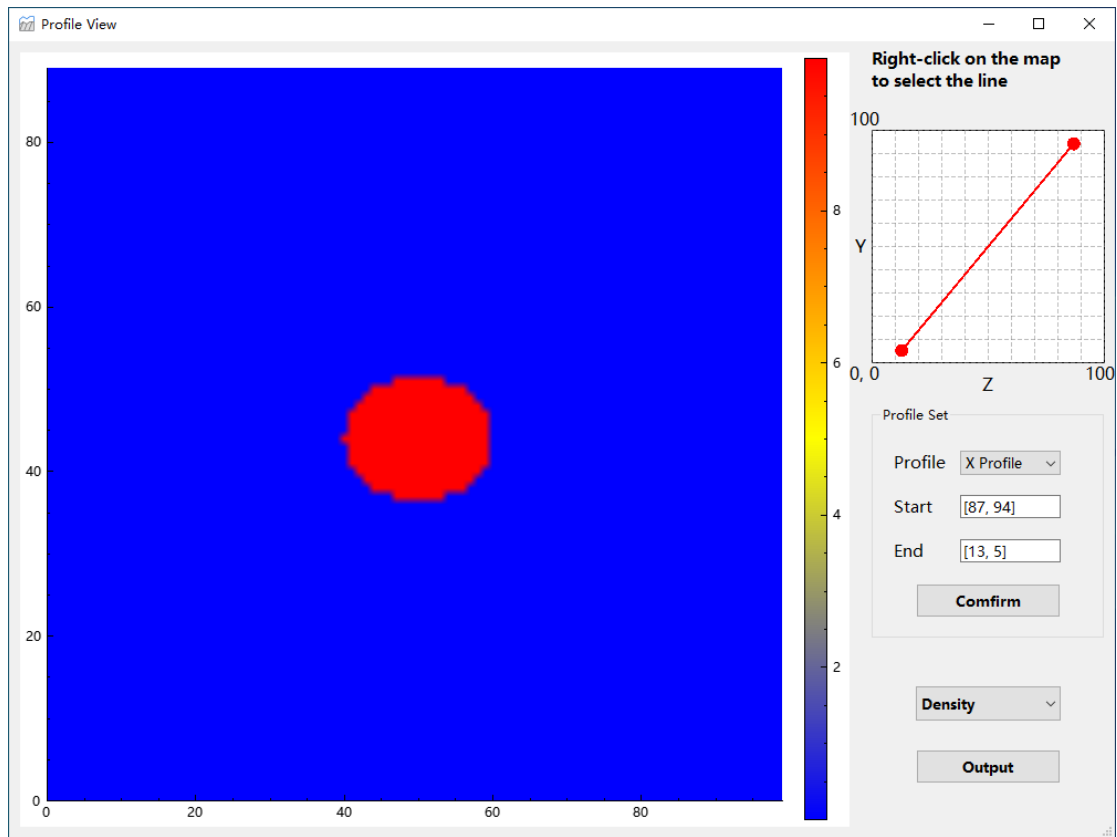 Profile View
Right-click on the map
to select the line
80
60
40
20
0
0
20
40
60
80
8
6
4
2
100
Y
0, 0
Z
100
Profile Set
Profile
X Profile
Start
[87, 94]
End
[13, 5]
Comfirm
Density
Output